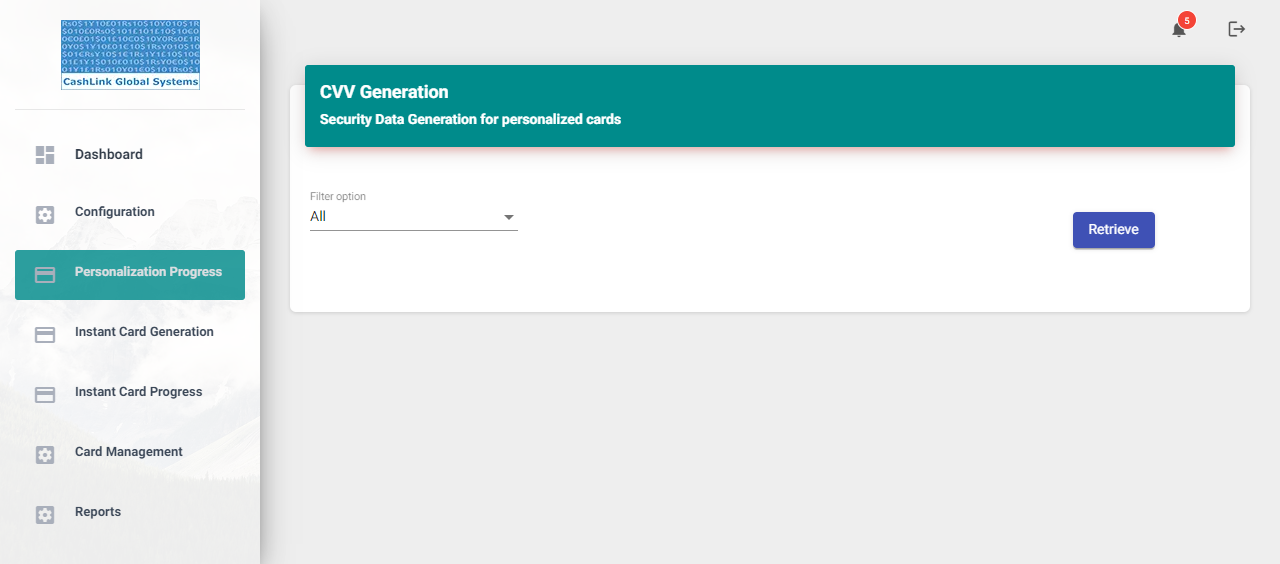 CashLink Global Systems
Dashboard
Configuration
Personalization Progress
Instant Card Generation
Instant Card Progress
Card Management
Reports
5
CVV Generation
Security Data Generation for personalized cards
Filter option
All
Retrieve